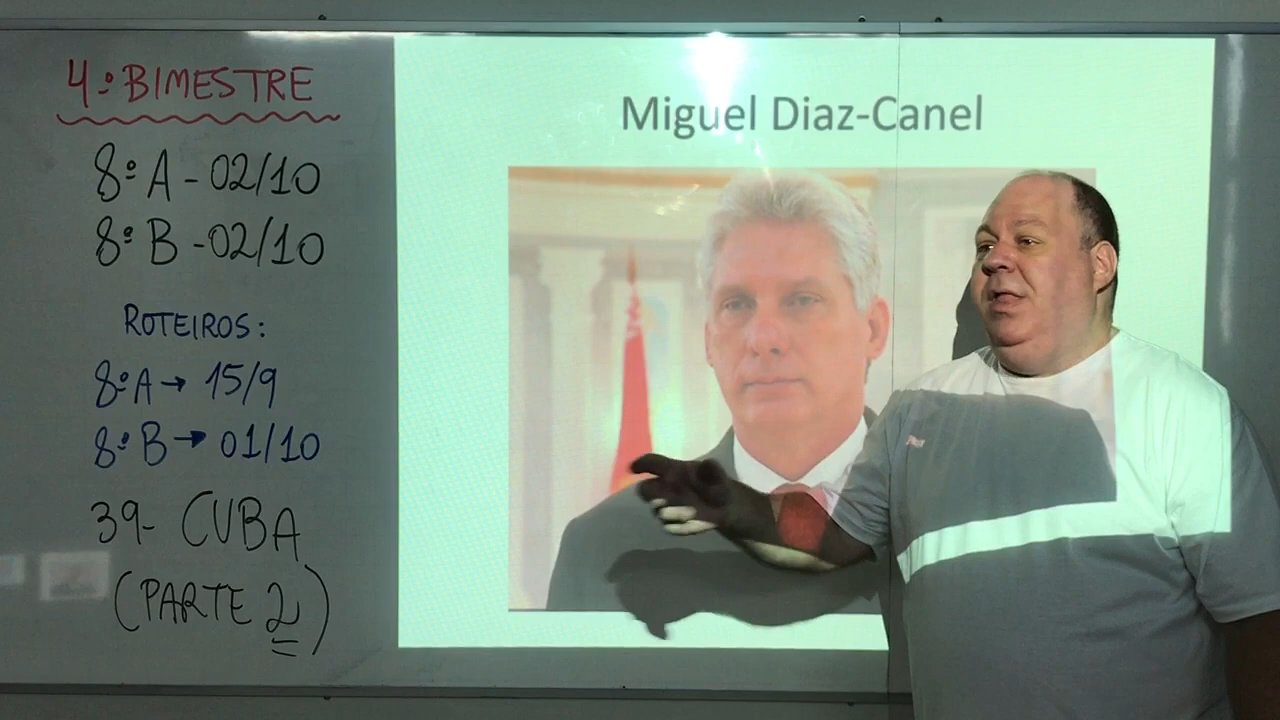 4º BIMESTRE
8º A - 02/10
8º B - 02/10
ROTEIROS:
8º A → 15/9
8º B → 01/10
39- CUBA
(PARTE 2)
Miguel Diaz-Canel